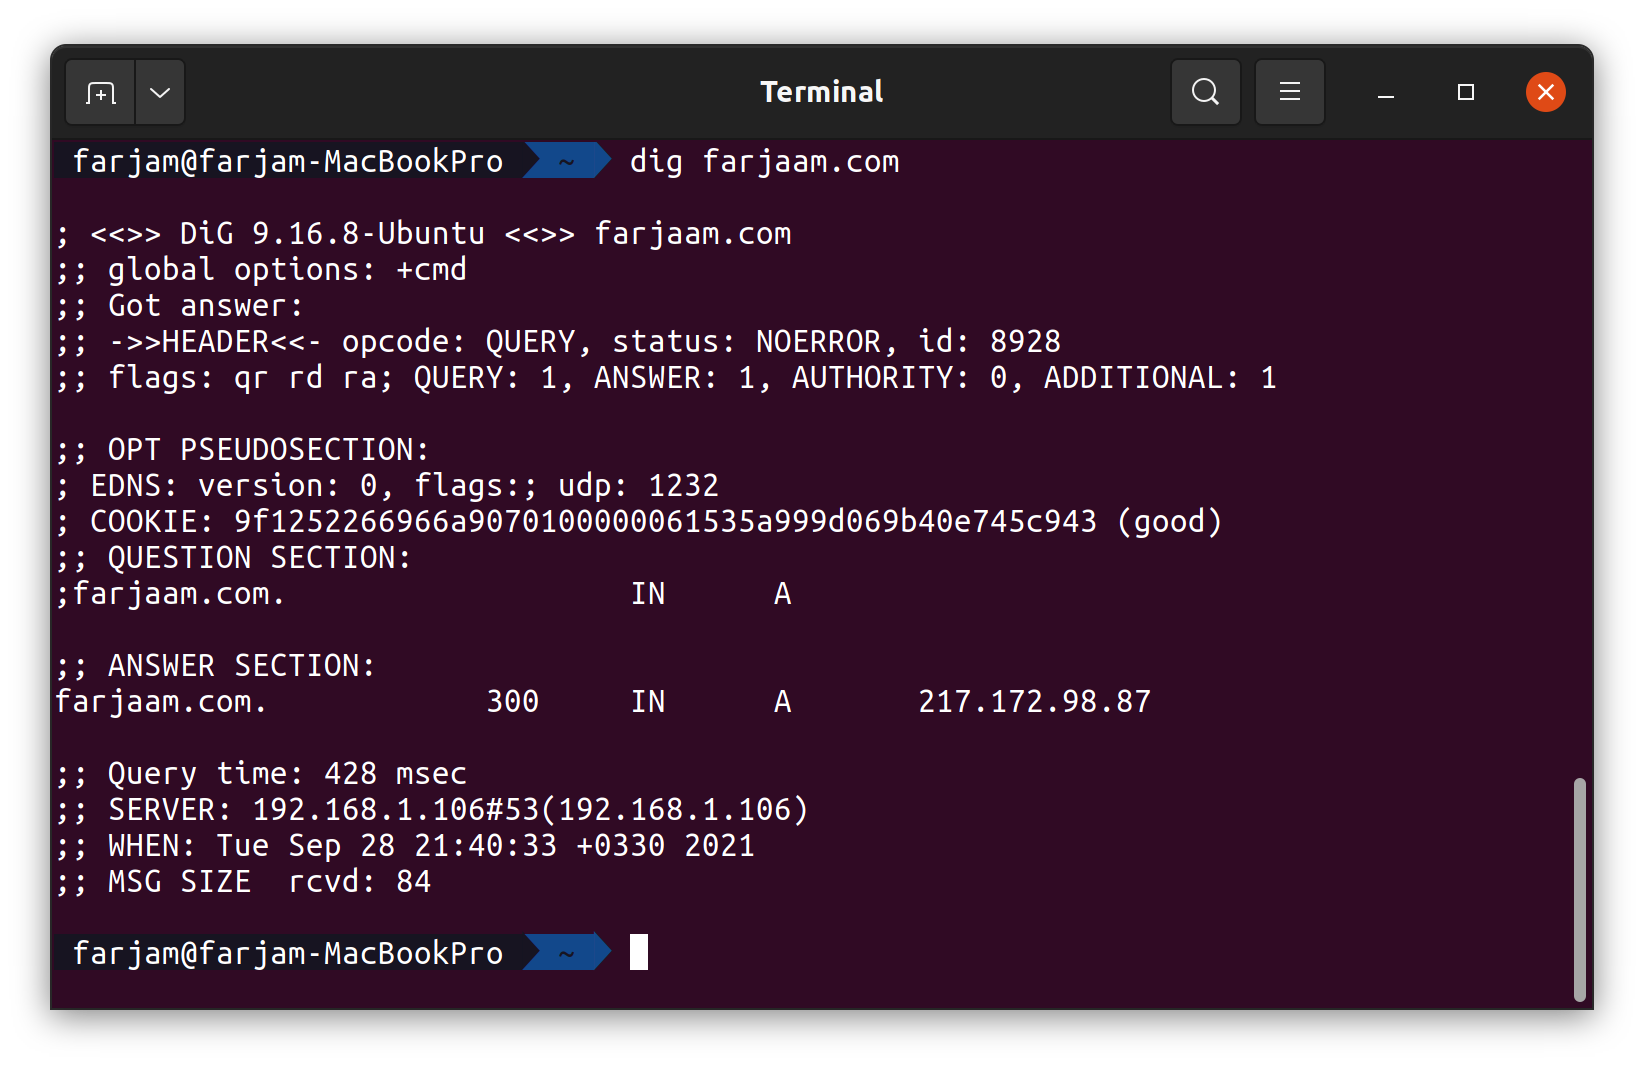 Terminal
farjam@farjam-MacBookPro ~ dig farjaam.com
; <<>> DiG 9.16.8-Ubuntu <<>> farjaam.com
;; global options: +cmd
;; Got answer:
;; ->>HEADER<<- opcode: QUERY, status: NOERROR, id: 8928
;; flags: qr rd ra; QUERY: 1, ANSWER: 1, AUTHORITY: 0, ADDITIONAL: 1
;; OPT PSEUDOSECTION:
; EDNS: version: 0, flags:; udp: 1232
; COOKIE: 9f1252266966a9070100000061535a999d069b40e745c943 (good)
;; QUESTION SECTION:
;farjaam.com. IN A
;; ANSWER SECTION:
farjaam.com. 300 IN A 217.172.98.87
;; Query time: 428 msec
;; SERVER: 192.168.1.106#53(192.168.1.106)
;; WHEN: Tue Sep 28 21:40:33 +0330 2021
;; MSG SIZE  rcvd: 84
farjam@farjam-MacBookPro ~